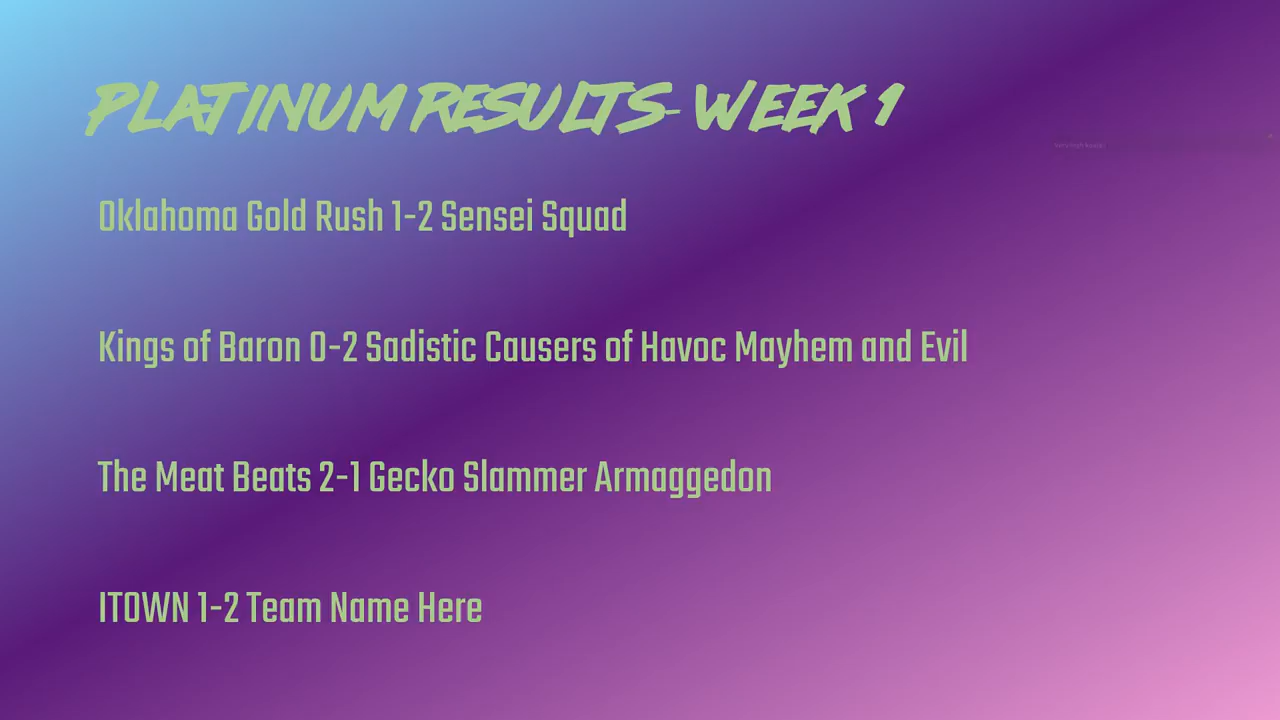 PLATINUM RESULTS- WEEK 1
Oklahoma Gold Rush 1-2 Sensei Squad
Kings of Baron 0-2 Sadistic Causers of Havoc Mayhem and Evil
The Meat Beats 2-1 Gecko Slammer Armaggedon
ITOWN 1-2 Team Name Here